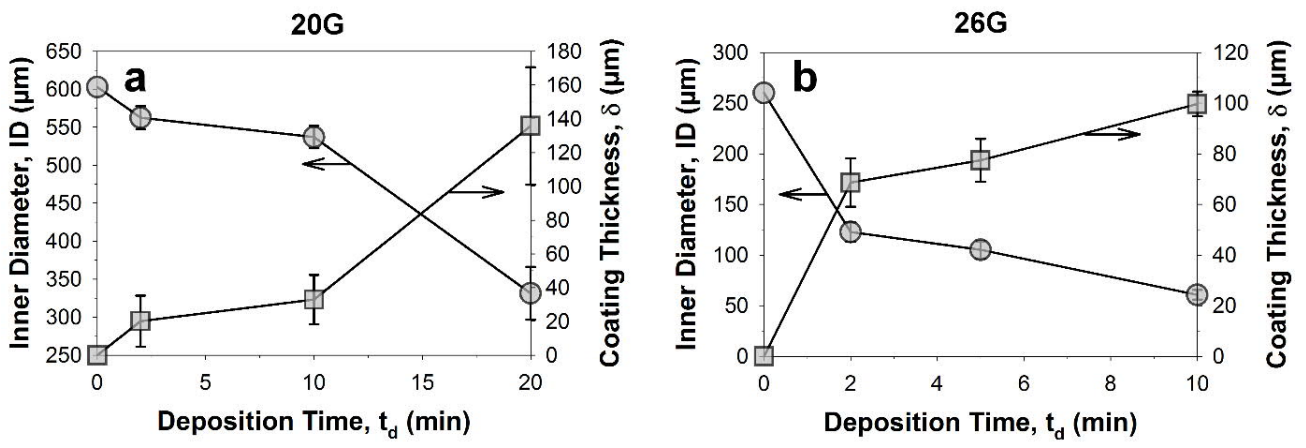 20G
a
Inner Diameter, ID (µm)
650
600
550
500
450
400
350
300
250
180
160
140
120
100
80
60
40
20
0
Coating Thickness, δ (µm)
0 5 10 15 20
Deposition Time, t_d (min)
26G
b
Inner Diameter, ID (µm)
300
250
200
150
100
50
0
120
100
80
60
40
20
0
Coating Thickness, δ (µm)
0 2 4 6 8 10
Deposition Time, t_d (min)